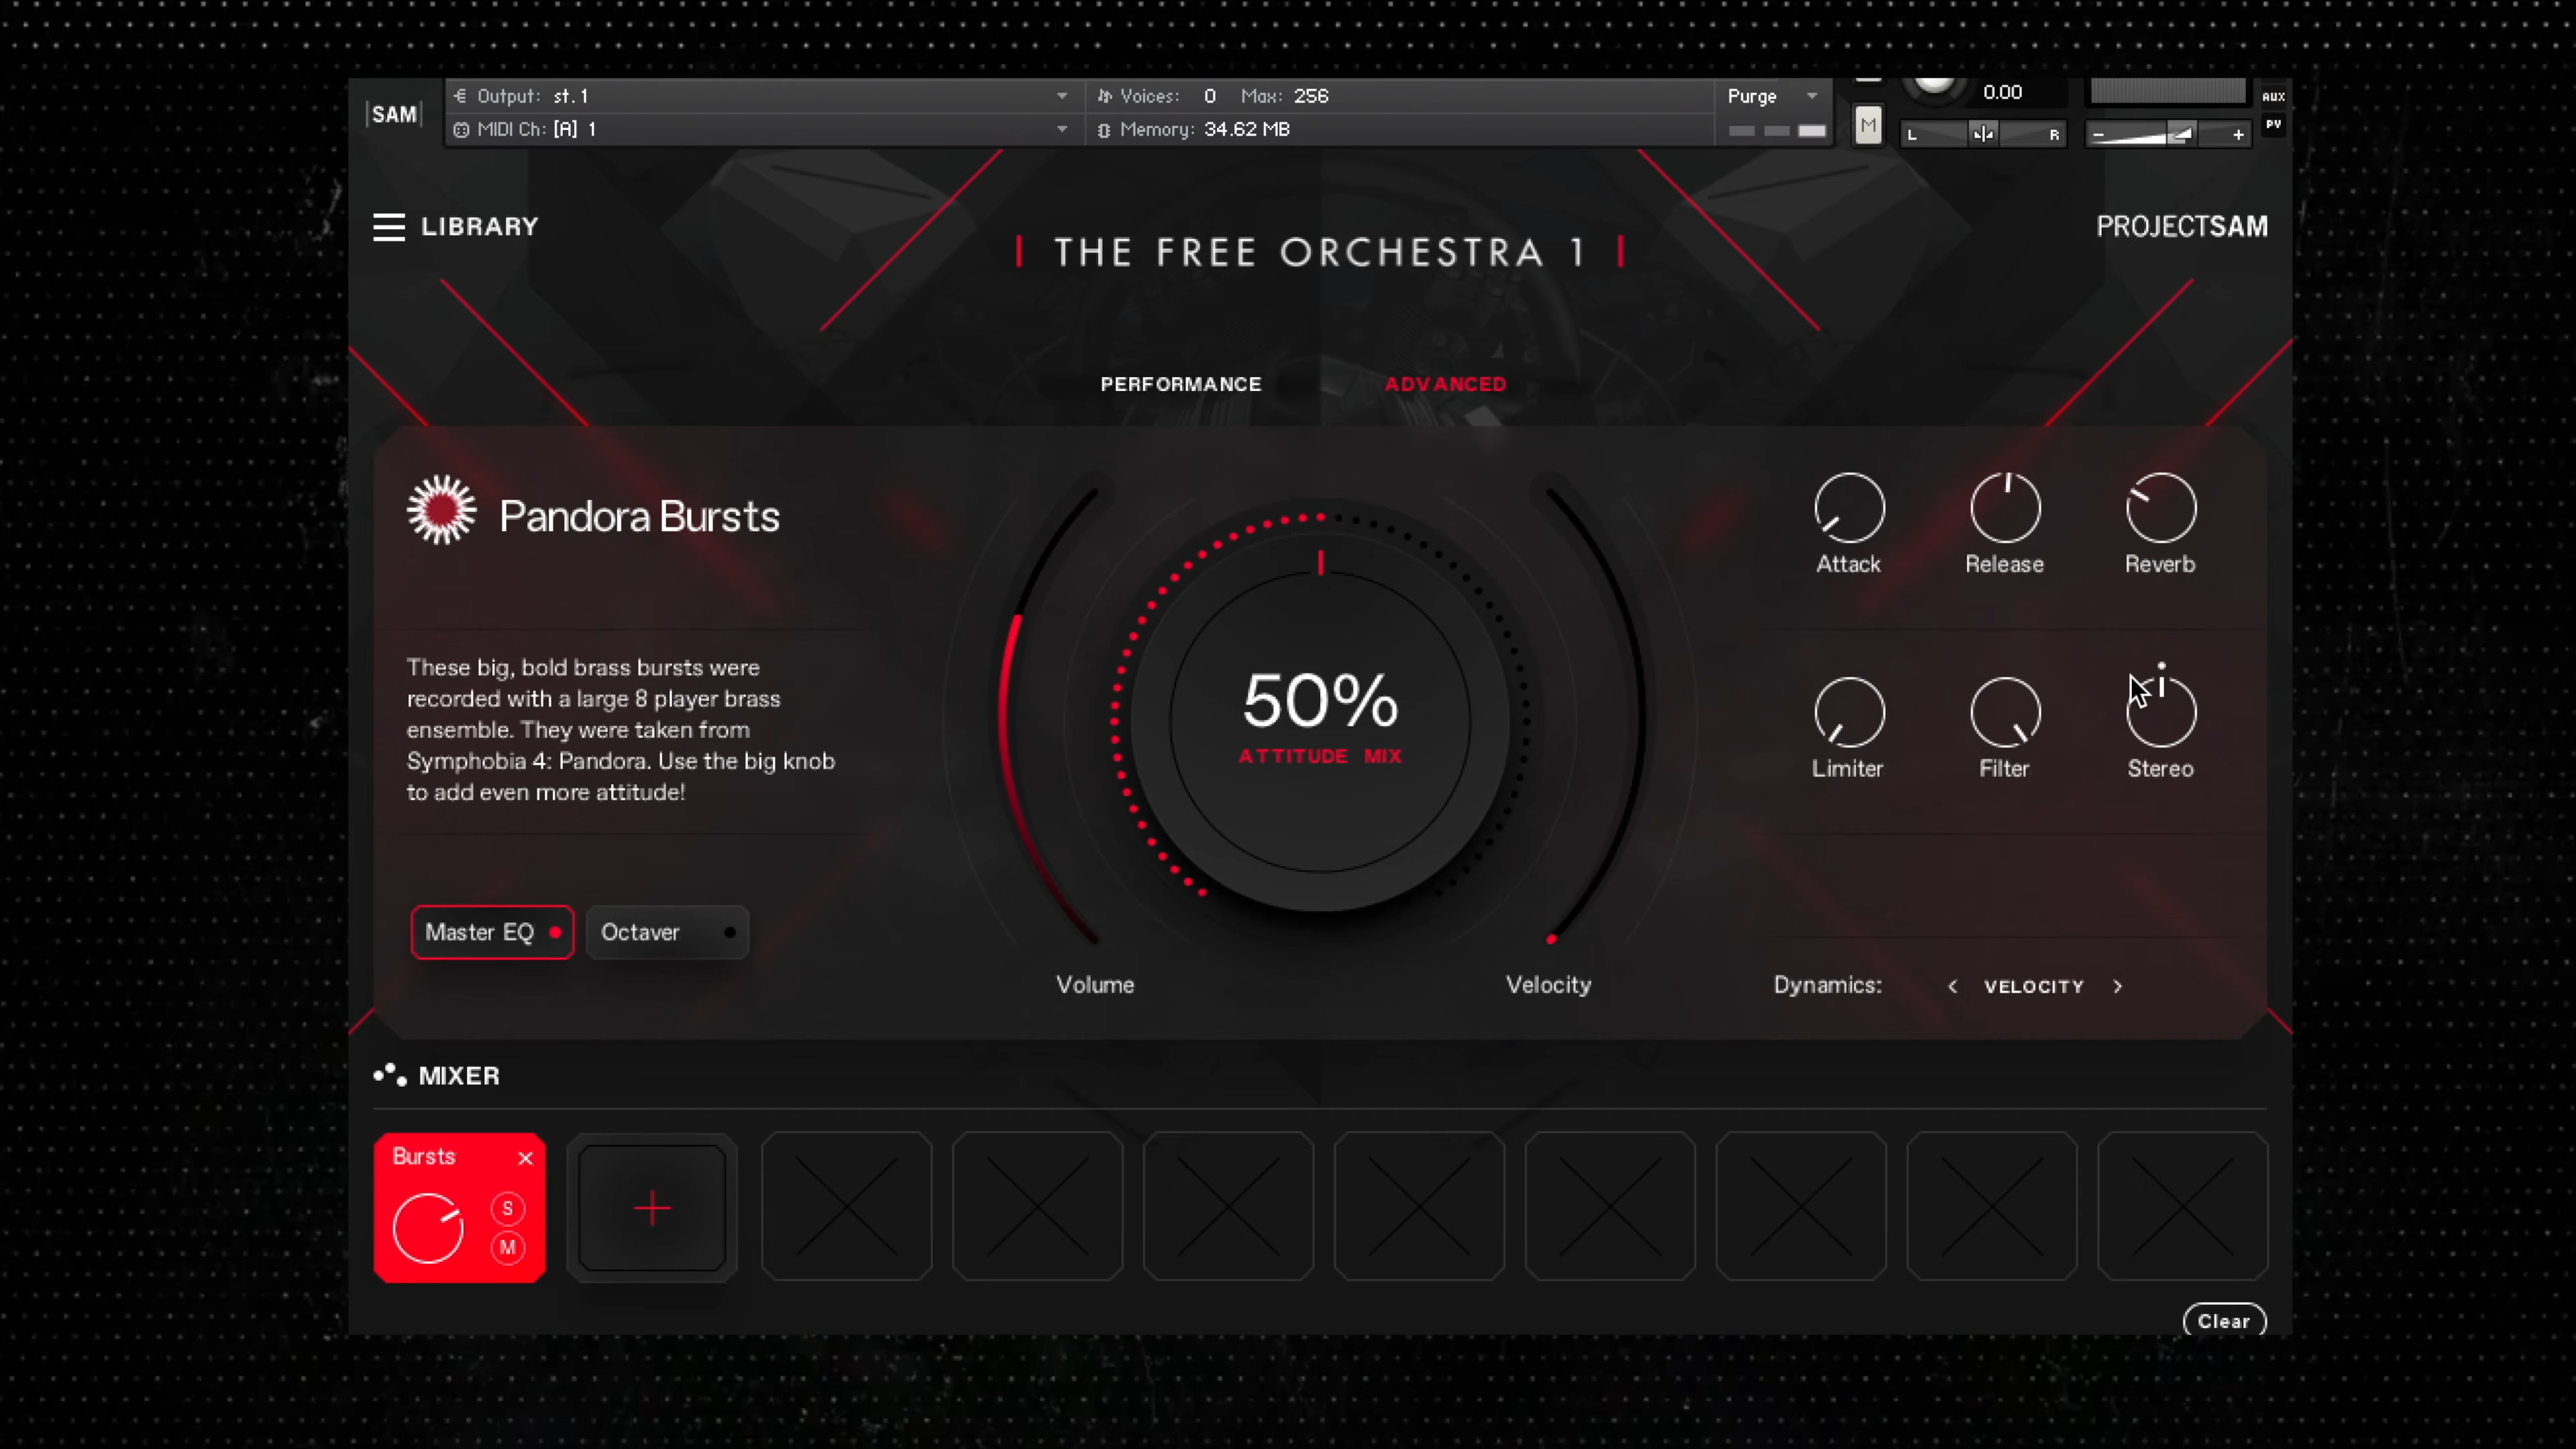 |SAM|
Output: st.1
MIDI Ch: [A] 1
Voices: 0 Max: 256
Memory: 34.62 MB
Purge
M
0.00
L R
- +
AUX
PV
LIBRARY
THE FREE ORCHESTRA 1
PROJECTSAM
PERFORMANCE
ADVANCED
Pandora Bursts
These big, bold brass bursts were
recorded with a large 8 player brass
ensemble. They were taken from
Symphobia 4: Pandora. Use the big knob
to add even more attitude!
Master EQ
Octaver
50%
ATTITUDE MIX
Volume
Velocity
Attack
Release
Reverb
Limiter
Filter
Stereo
Dynamics: < VELOCITY >
MIXER
Bursts
S
M
Clear